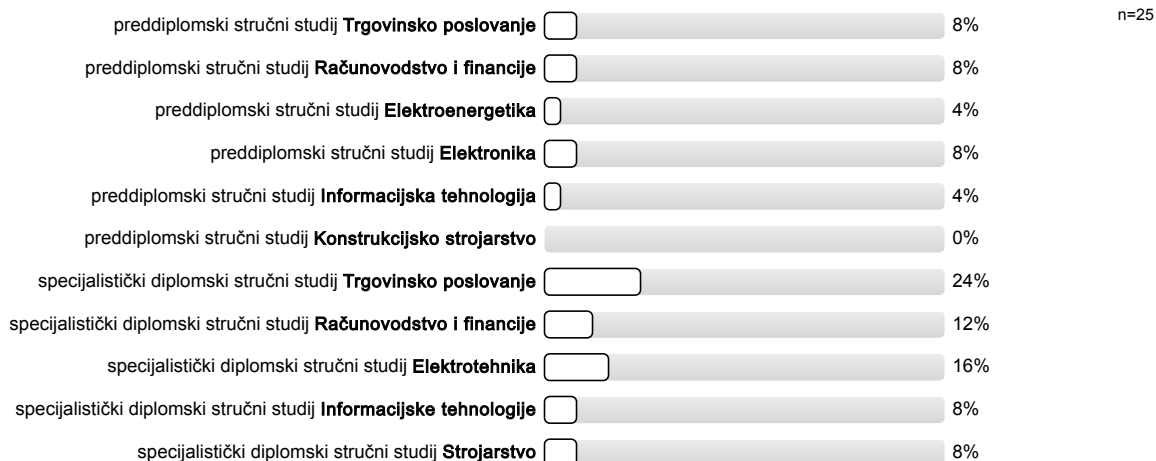 preddiplomski stručni studij Trgovinsko poslovanje 8% n=25
preddiplomski stručni studij Računovodstvo i financije 8%
preddiplomski stručni studij Elektroenergetika 4%
preddiplomski stručni studij Elektronika 8%
preddiplomski stručni studij Informacijska tehnologija 4%
preddiplomski stručni studij Konstrukcijsko strojarstvo 0%
specijalistički diplomski stručni studij Trgovinsko poslovanje 24%
specijalistički diplomski stručni studij Računovodstvo i financije 12%
specijalistički diplomski stručni studij Elektrotehnika 16%
specijalistički diplomski stručni studij Informacijske tehnologije 8%
specijalistički diplomski stručni studij Strojarstvo 8%